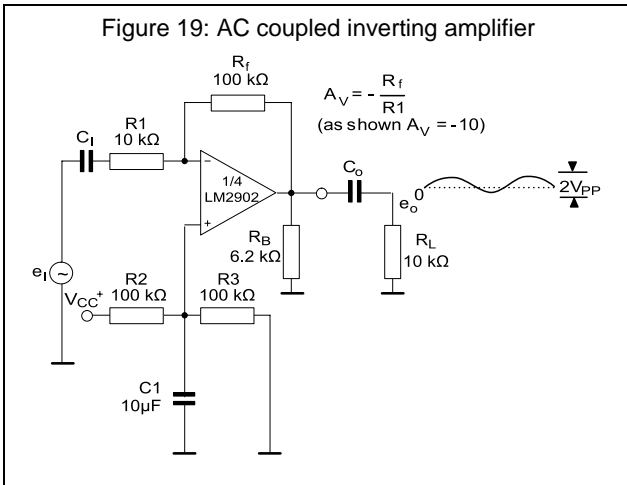 Figure 19: AC coupled inverting amplifier
Rf
100 kΩ
AV = - Rf
R1
(as shown AV = -10)
R1
10 kΩ
CI
1/4
LM2902
Co
eo
0
2VPP
RB
6.2 kΩ
RL
10 kΩ
eI
VCC+
R2
100 kΩ
R3
100 kΩ
C1
10µF